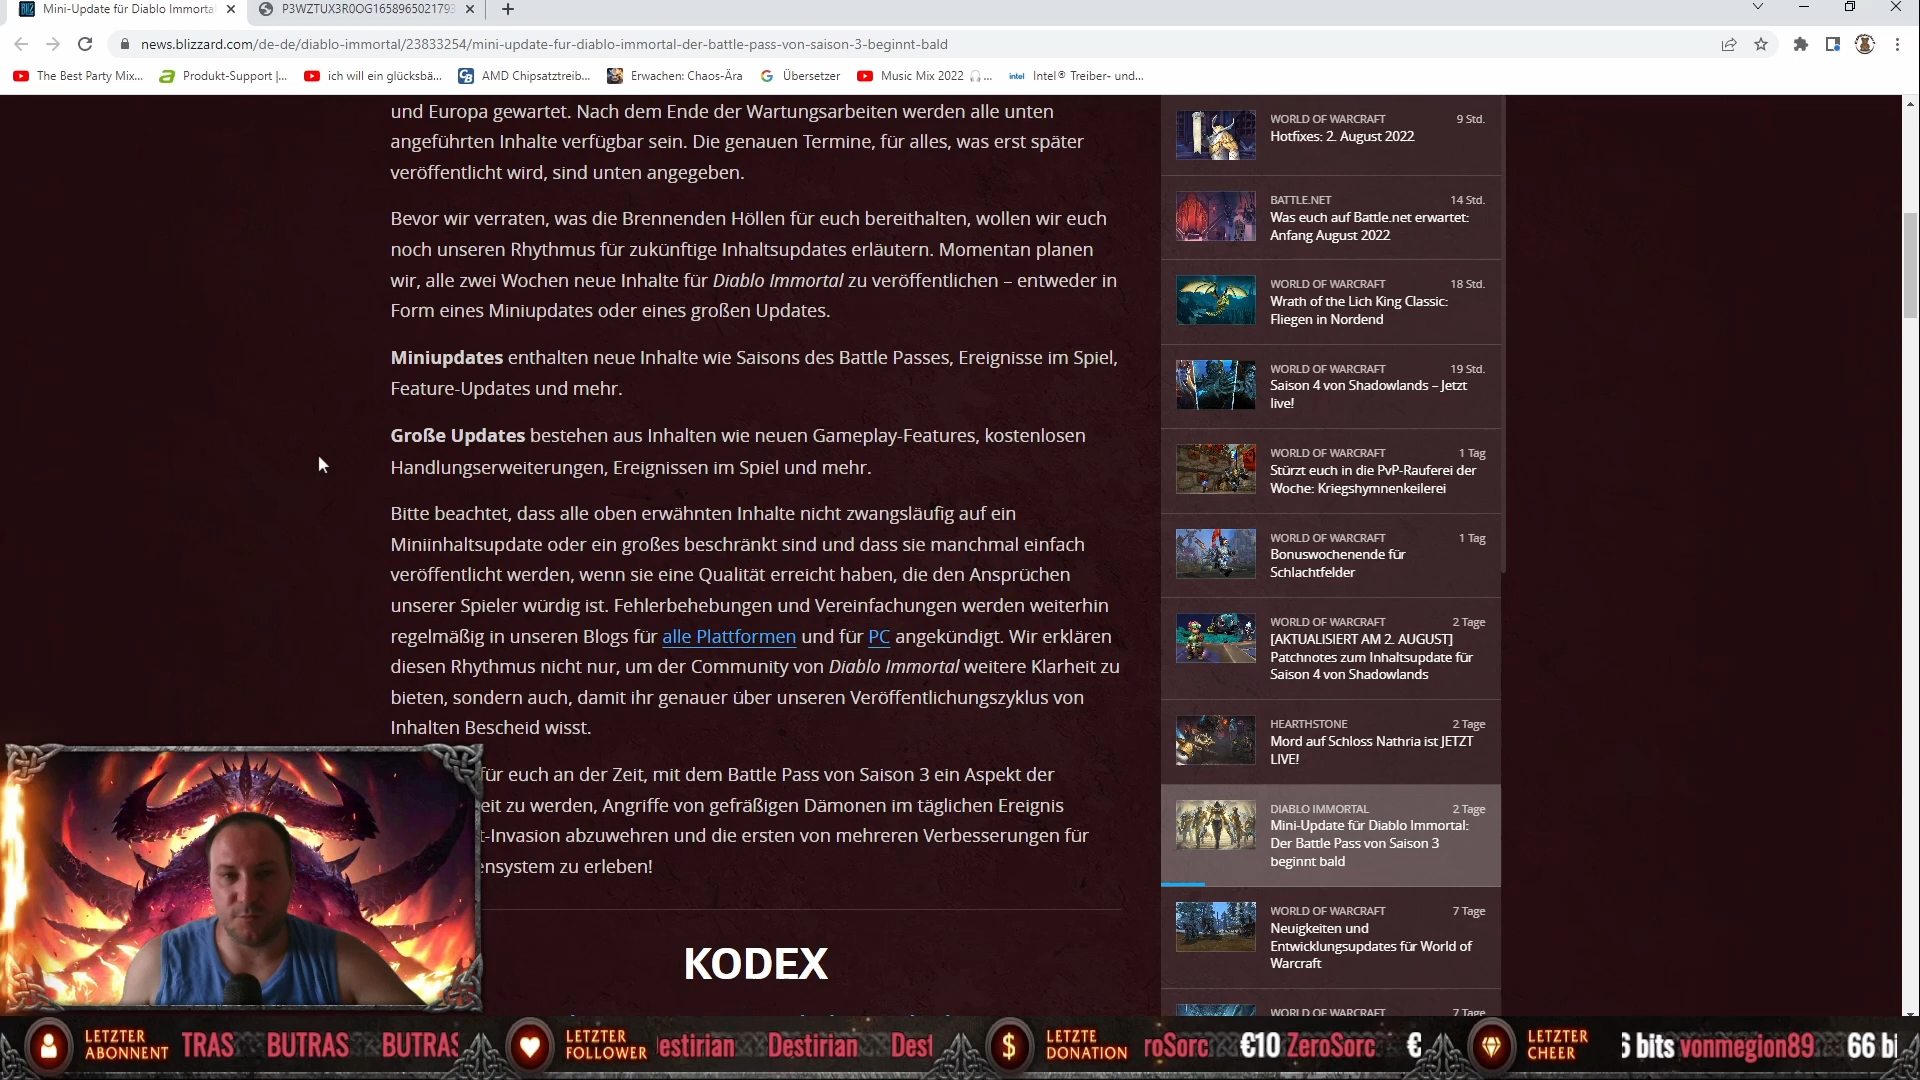 Mini-Update für Diablo Immorta
P3WZTUX3R0OG1658965021793
news.blizzard.com/de-de/diablo-immortal/23833254/mini-update-fur-diablo-immortal-der-battle-pass-von-saison-3-beginnt-bald
The Best Party Mix...
Produkt-Support |...
ich will ein glücksbä...
AMD Chipsatztreib...
Erwachen: Chaos-Ära
Übersetzer
Music Mix 2022 🎧...
intel
Intel® Treiber- und...
und Europa gewartet. Nach dem Ende der Wartungsarbeiten werden alle unten
angeführten Inhalte verfügbar sein. Die genauen Termine, für alles, was erst später
veröffentlicht wird, sind unten angegeben.
Bevor wir verraten, was die Brennenden Höllen für euch bereithalten, wollen wir euch
noch unseren Rhythmus für zukünftige Inhaltsupdates erläutern. Momentan planen
wir, alle zwei Wochen neue Inhalte für Diablo Immortal zu veröffentlichen – entweder in
Form eines Miniupdates oder eines großen Updates.
Miniupdates enthalten neue Inhalte wie Saisons des Battle Passes, Ereignisse im Spiel,
Feature-Updates und mehr.
Große Updates bestehen aus Inhalten wie neuen Gameplay-Features, kostenlosen
Handlungserweiterungen, Ereignissen im Spiel und mehr.
Bitte beachtet, dass alle oben erwähnten Inhalte nicht zwangsläufig auf ein
Miniinhaltsupdate oder ein großes beschränkt sind und dass sie manchmal einfach
veröffentlicht werden, wenn sie eine Qualität erreicht haben, die den Ansprüchen
unserer Spieler würdig ist. Fehlerbehebungen und Vereinfachungen werden weiterhin
regelmäßig in unseren Blogs für alle Plattformen und für PC angekündigt. Wir erklären
diesen Rhythmus nicht nur, um der Community von Diablo Immortal weitere Klarheit zu
bieten, sondern auch, damit ihr genauer über unseren Veröffentlichungszyklus von
Inhalten Bescheid wisst.
für euch an der Zeit, mit dem Battle Pass von Saison 3 ein Aspekt der
eit zu werden, Angriffe von gefräßigen Dämonen im täglichen Ereignis
t-Invasion abzuwehren und die ersten von mehreren Verbesserungen für
ensystem zu erleben!
KODEX
WORLD OF WARCRAFT 9 Std.
Hotfixes: 2. August 2022
BATTLE.NET 14 Std.
Was euch auf Battle.net erwartet:
Anfang August 2022
WORLD OF WARCRAFT 18 Std.
Wrath of the Lich King Classic:
Fliegen in Nordend
WORLD OF WARCRAFT 19 Std.
Saison 4 von Shadowlands – Jetzt
live!
WORLD OF WARCRAFT 1 Tag
Stürzt euch in die PvP-Rauferei der
Woche: Kriegshymnenkeilerei
WORLD OF WARCRAFT 1 Tag
Bonuswochenende für
Schlachtfelder
WORLD OF WARCRAFT 2 Tage
[AKTUALISIERT AM 2. AUGUST]
Patchnotes zum Inhaltsupdate für
Saison 4 von Shadowlands
HEARTHSTONE 2 Tage
Mord auf Schloss Nathria ist JETZT
LIVE!
DIABLO IMMORTAL 2 Tage
Mini-Update für Diablo Immortal:
Der Battle Pass von Saison 3
beginnt bald
WORLD OF WARCRAFT 7 Tage
Neuigkeiten und
Entwicklungsupdates für World of
Warcraft
WORLD OF WARCRAFT 7 Tage
LETZTER
ABONNENT
TRAS BUTRAS BUTRAS
LETZTER
FOLLOWER
estirian Destirian Dest
LETZTE
DONATION
roSorc €10 ZeroSorc €
LETZTER
CHEER
6 bits vonmegion89 66 bi